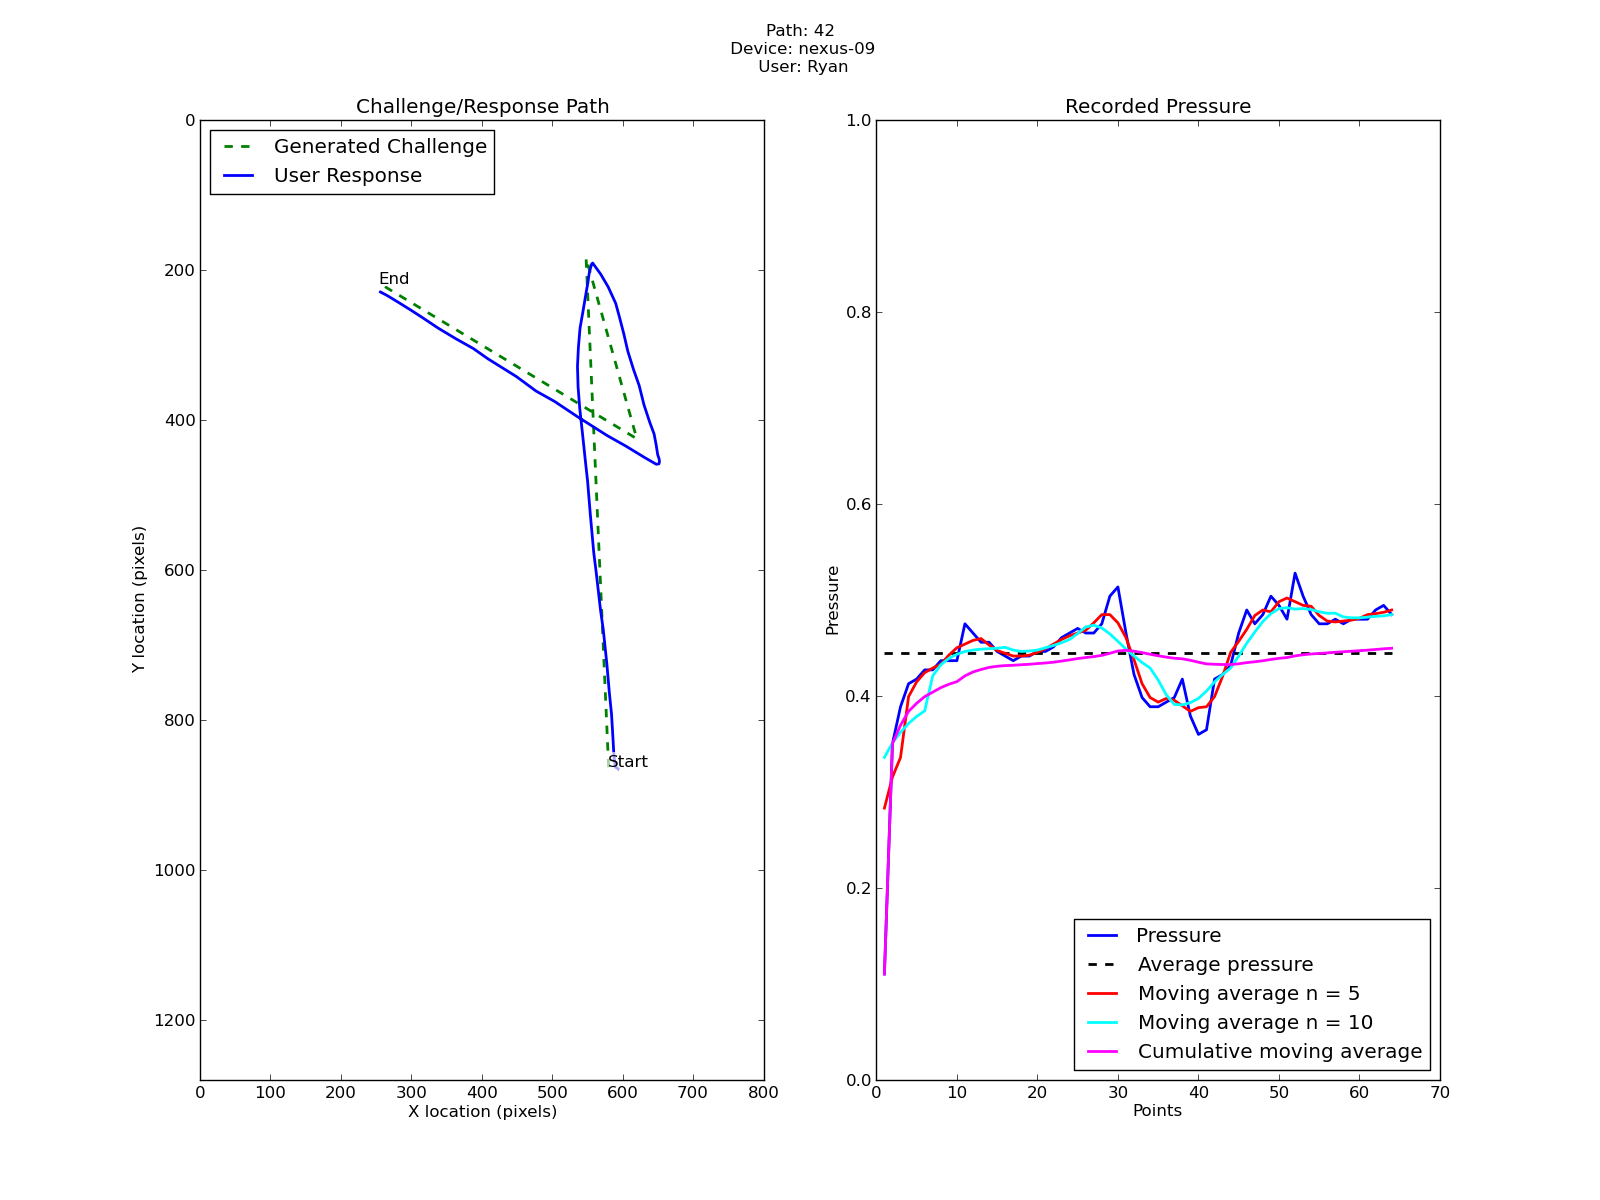 Path: 42
Device: nexus-09
User: Ryan
Challenge/Response Path
0
200
400
600
800
1000
1200
Y location (pixels)
Generated Challenge
User Response
End
Start
0 100 200 300 400 500 600 700 800
X location (pixels)
Recorded Pressure
1.0
0.8
0.6
0.4
0.2
0.0
Pressure
Pressure
Average pressure
Moving average n = 5
Moving average n = 10
Cumulative moving average
0 10 20 30 40 50 60 70
Points